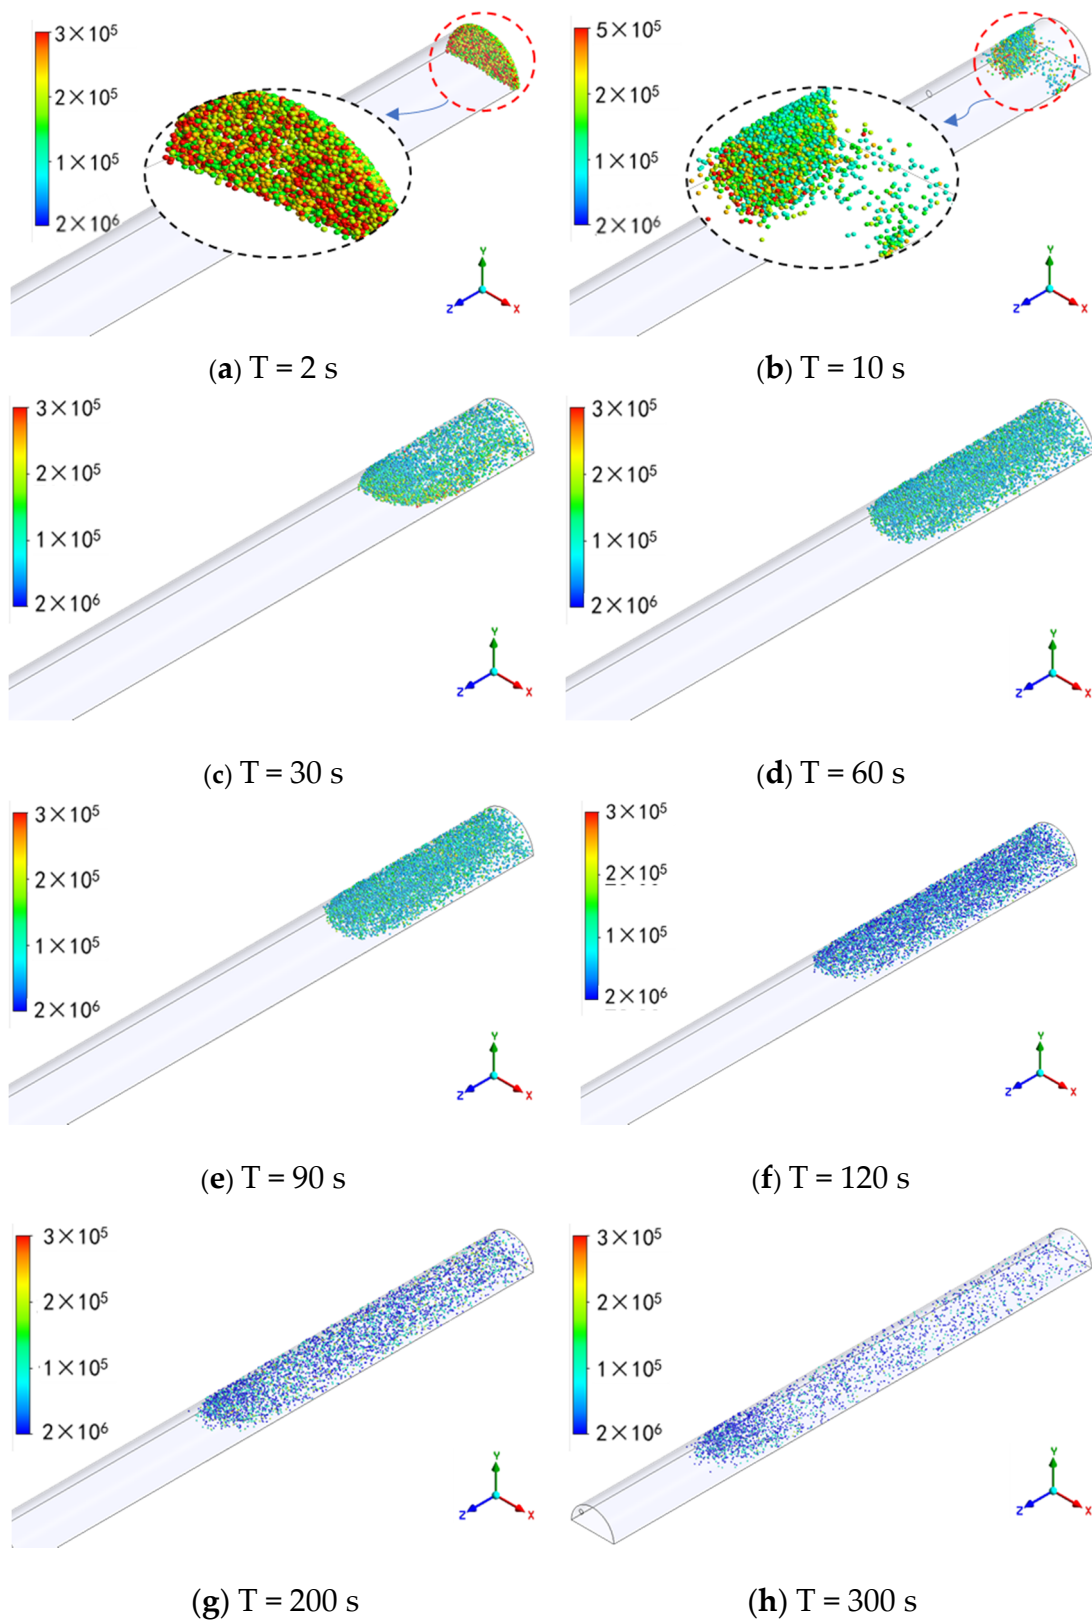 3×10⁵
2×10⁵
1×10⁵
2×10⁶
Y
Z
X
(a) T = 2 s
5×10⁵
2×10⁵
1×10⁵
5×10⁶
Y
Z
X
(b) T = 10 s
3×10⁵
2×10⁵
1×10⁵
2×10⁶
Y
Z
X
(c) T = 30 s
3×10⁵
2×10⁵
1×10⁵
2×10⁶
Y
Z
X
(d) T = 60 s
3×10⁵
2×10⁵
1×10⁵
2×10⁶
Y
Z
X
(e) T = 90 s
3×10⁵
2×10⁵
1×10⁵
2×10⁶
Y
Z
X
(f) T = 120 s
3×10⁵
2×10⁵
1×10⁵
2×10⁶
Y
Z
X
(g) T = 200 s
3×10⁵
2×10⁵
1×10⁵
2×10⁶
Y
Z
X
(h) T = 300 s